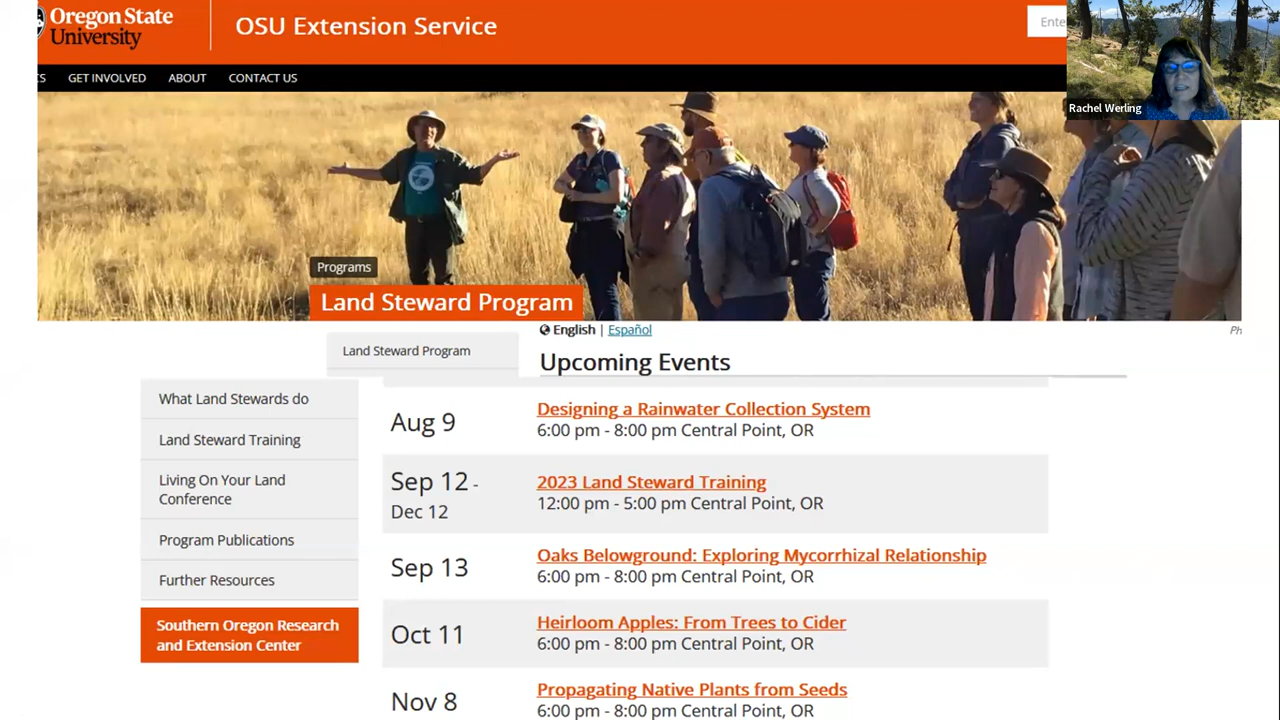 Oregon State
University
OSU Extension Service
Enter
Rachel Werling
GET INVOLVED ABOUT CONTACT US
Programs
Land Steward Program
English | Español
Ph
Land Steward Program
Upcoming Events
What Land Stewards do
Land Steward Training
Living On Your Land
Conference
Program Publications
Further Resources
Southern Oregon Research
and Extension Center
Aug 9
Designing a Rainwater Collection System
6:00 pm - 8:00 pm Central Point, OR
Sep 12 -
Dec 12
2023 Land Steward Training
12:00 pm - 5:00 pm Central Point, OR
Sep 13
Oaks Belowground: Exploring Mycorrhizal Relationship
6:00 pm - 8:00 pm Central Point, OR
Oct 11
Heirloom Apples: From Trees to Cider
6:00 pm - 8:00 pm Central Point, OR
Nov 8
Propagating Native Plants from Seeds
6:00 pm - 8:00 pm Central Point, OR